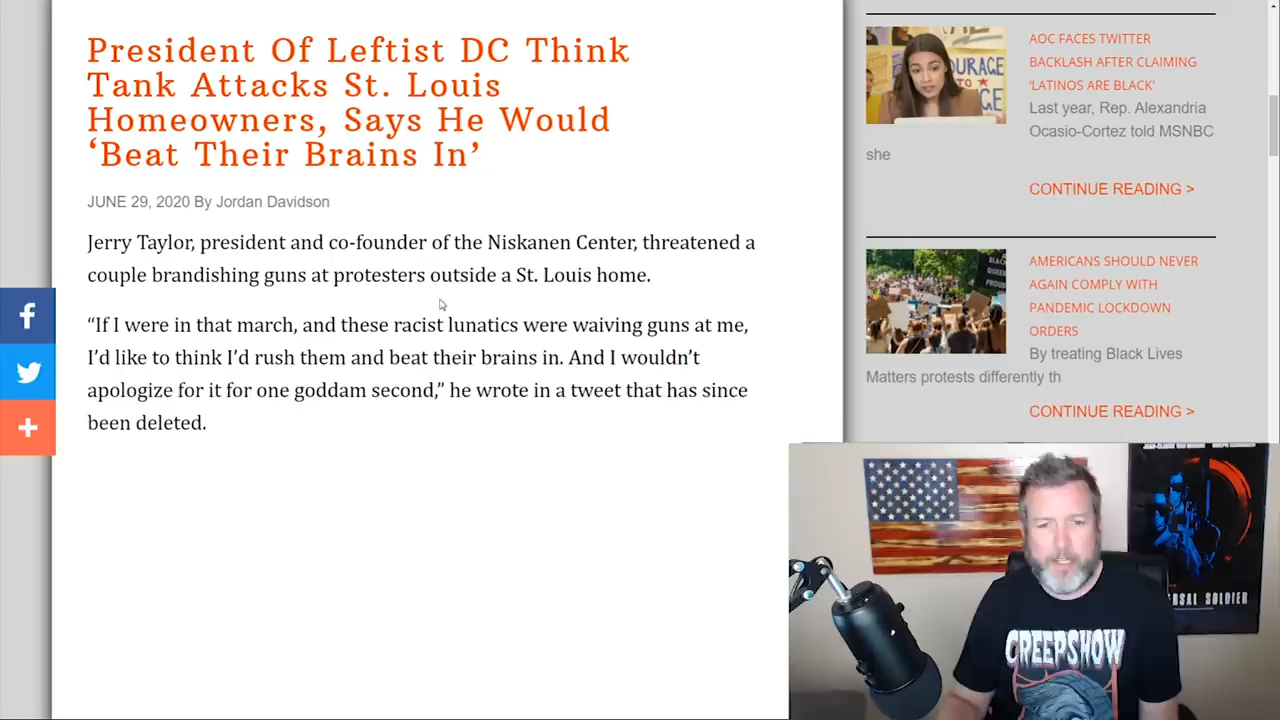 President Of Leftist DC Think
Tank Attacks St. Louis
Homeowners, Says He Would
‘Beat Their Brains In’
JUNE 29, 2020 By Jordan Davidson
Jerry Taylor, president and co-founder of the Niskanen Center, threatened a
couple brandishing guns at protesters outside a St. Louis home.
“If I were in that march, and these racist lunatics were waiving guns at me,
I’d like to think I’d rush them and beat their brains in. And I wouldn’t
apologize for it for one goddam second,” he wrote in a tweet that has since
been deleted.
AOC FACES TWITTER
BACKLASH AFTER CLAIMING
‘LATINOS ARE BLACK’
Last year, Rep. Alexandria
Ocasio-Cortez told MSNBC
she
CONTINUE READING >
AMERICANS SHOULD NEVER
AGAIN COMPLY WITH
PANDEMIC LOCKDOWN
ORDERS
By treating Black Lives
Matters protests differently th
CONTINUE READING >
CREEPSHOW
SOLDIER